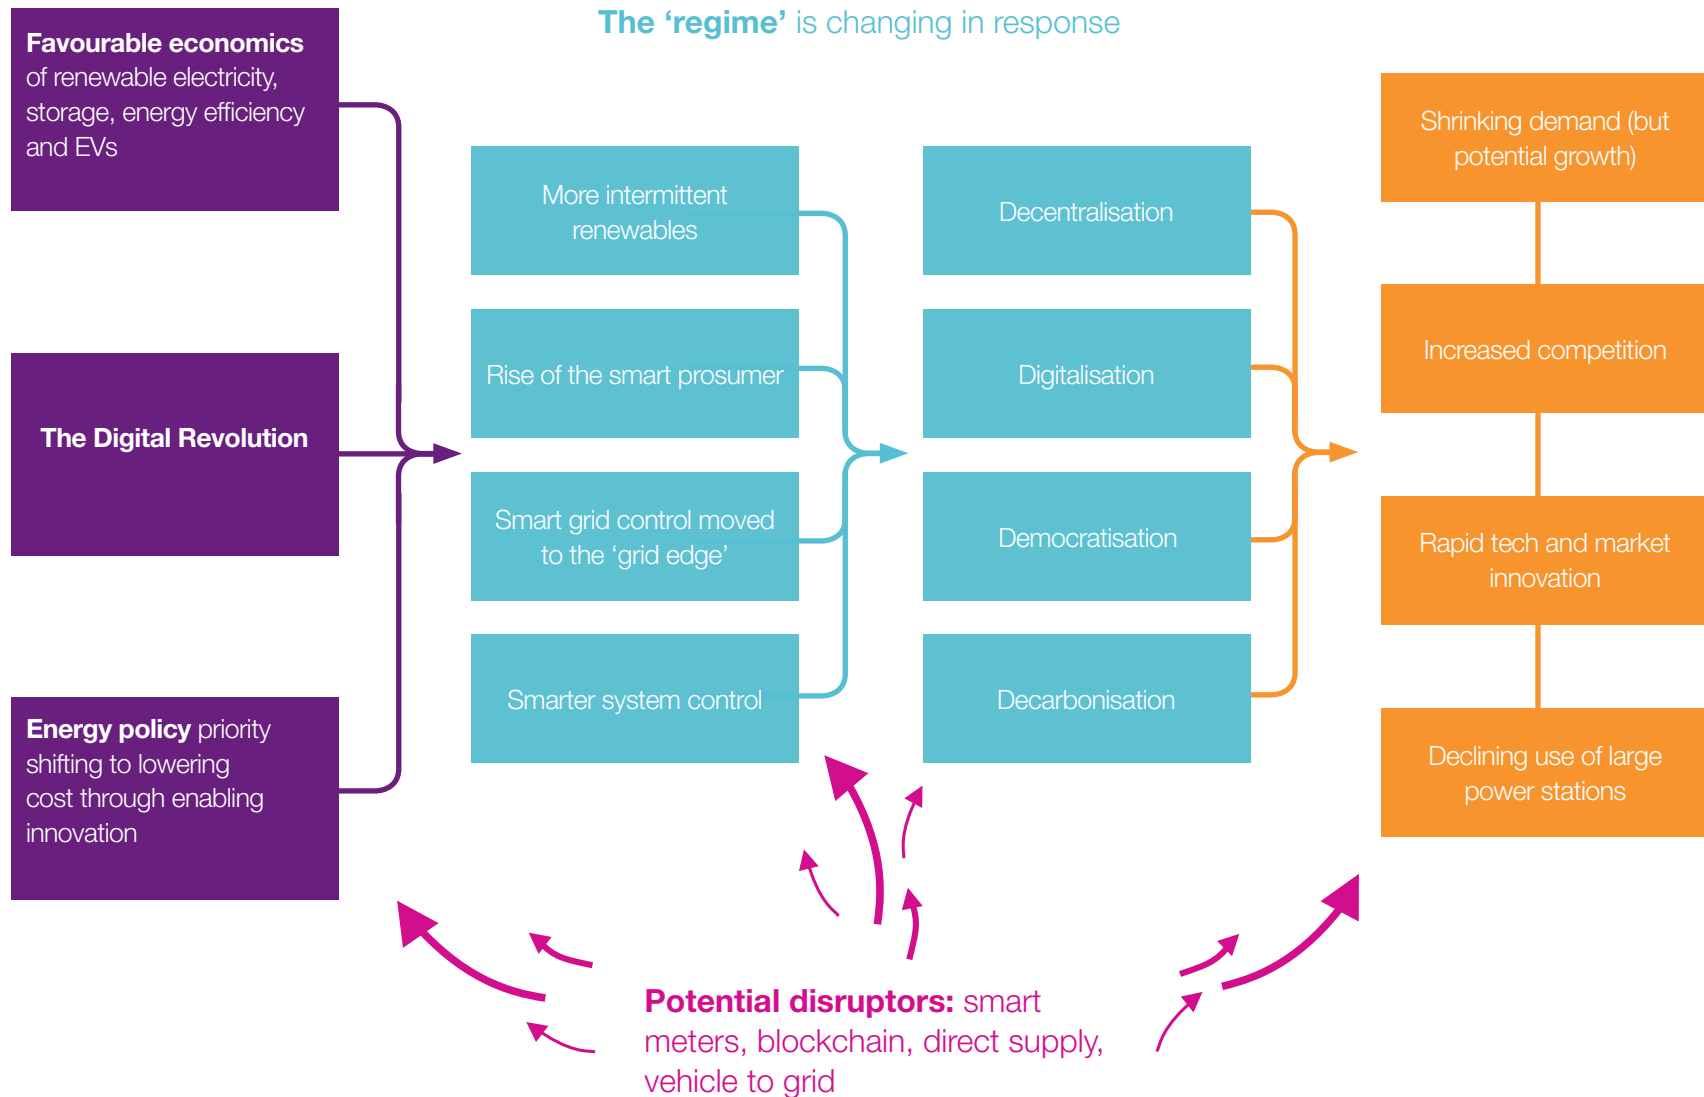 The ‘regime’ is changing in response
Favourable economics
of renewable electricity,
storage, energy efficiency
and EVs
The Digital Revolution
Energy policy priority
shifting to lowering
cost through enabling
innovation
More intermittent
renewables
Rise of the smart prosumer
Smart grid control moved
to the ‘grid edge’
Smarter system control
Decentralisation
Digitalisation
Democratisation
Decarbonisation
Shrinking demand (but
potential growth)
Increased competition
Rapid tech and market
innovation
Declining use of large
power stations
Potential disruptors: smart
meters, blockchain, direct supply,
vehicle to grid